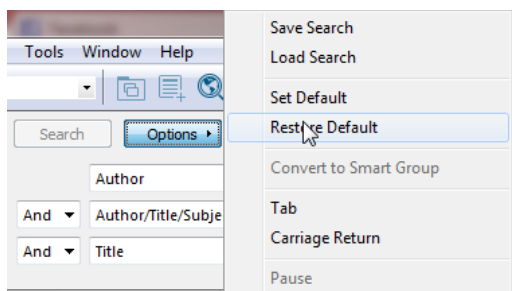 Tools Window Help
Search Options
Author
And Author/Title/Subje
And Title
Save Search
Load Search
Set Default
Restore Default
Convert to Smart Group
Tab
Carriage Return
Pause